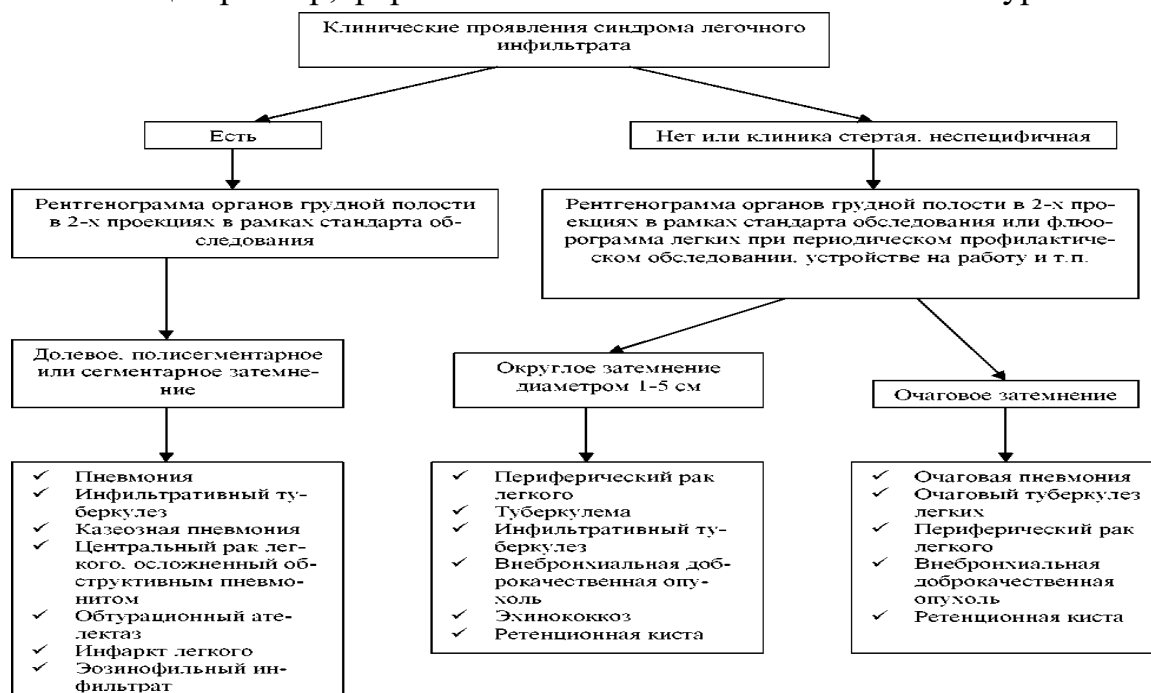 Клинические проявления синдрома легочного
инфильтрата
Есть
Нет или клиника стертая, неспецифичная
Рентгенограмма органов грудной полости
в 2-х проекциях в рамках стандарта об-
следования
Рентгенограмма органов грудной полости в 2-х про-
екциях в рамках стандарта обследования или флюо-
рограмма легких при периодическом профилактиче-
ском обследовании, устройстве на работу и т.п.
Долевое, полисегментарное
или сегментарное затемне-
ние
Округлое затемнение
диаметром 1-5 см
Очаговое затемнение
✓ Пневмония
✓ Инфильтративный ту-
беркулез
✓ Казеозная пневмония
✓ Центральный рак лег-
кого, осложненный об-
структивным пневмо-
нитом
✓ Обтурационный ате-
лектаз
✓ Инфаркт легкого
✓ Эозинофильный ин-
фильтрат
✓ Периферический рак
легкого
✓ Туберкулема
✓ Инфильтративный ту-
беркулез
✓ Внебронхиальная доб-
рокачественная опу-
холь
✓ Эхинококкоз
✓ Ретенционная киста
✓ Очаговая пневмония
✓ Очаговый туберкулез
легких
✓ Периферический рак
легкого
✓ Внебронхиальная
доброкачественная
опухоль
✓ Ретенционная киста